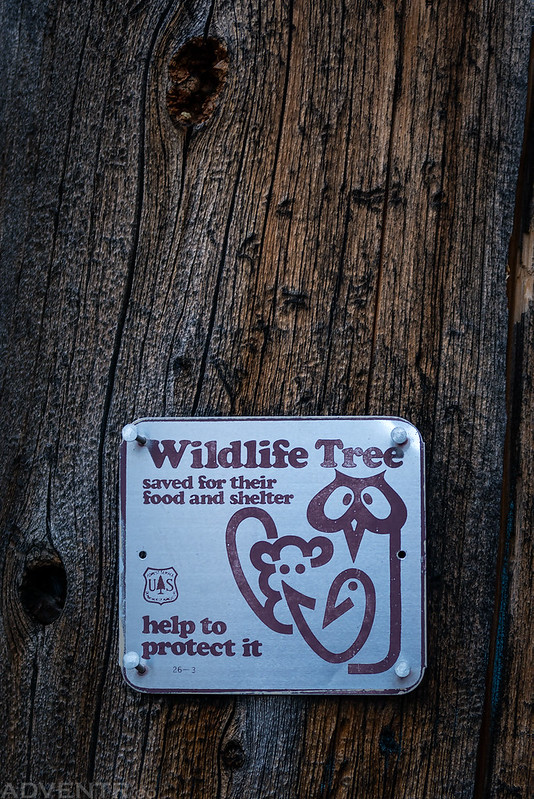 Wildlife Tree
saved for their
food and shelter
U S
help to
protect it
26-3